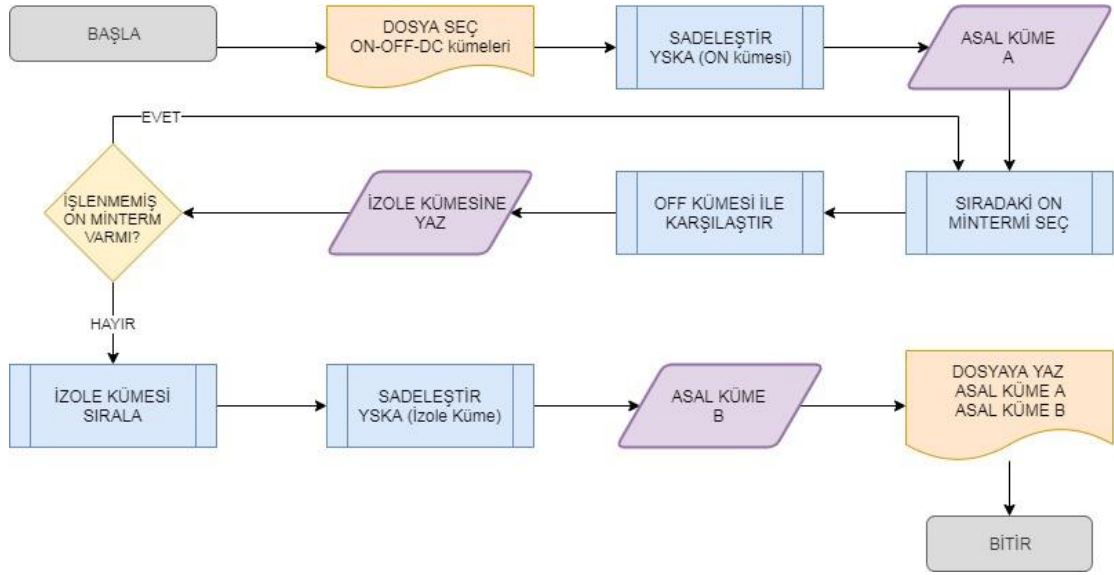 BAŞLA
DOSYA SEÇ
ON-OFF-DC kümeleri
SADELEŞTİR
YSKA (ON kümesi)
ASAL KÜME
A
EVET
İŞLENMEMİŞ
ON MİNTERM
VARMI?
İZOLE KÜMESİNE
YAZ
OFF KÜMESİ İLE
KARŞILAŞTIR
SIRADAKİ ON
MİNTERMİ SEÇ
HAYIR
İZOLE KÜMESİ
SIRALA
SADELEŞTİR
YSKA (İzole Küme)
ASAL KÜME
B
DOSYAYA YAZ
ASAL KÜME A
ASAL KÜME B
BİTİR